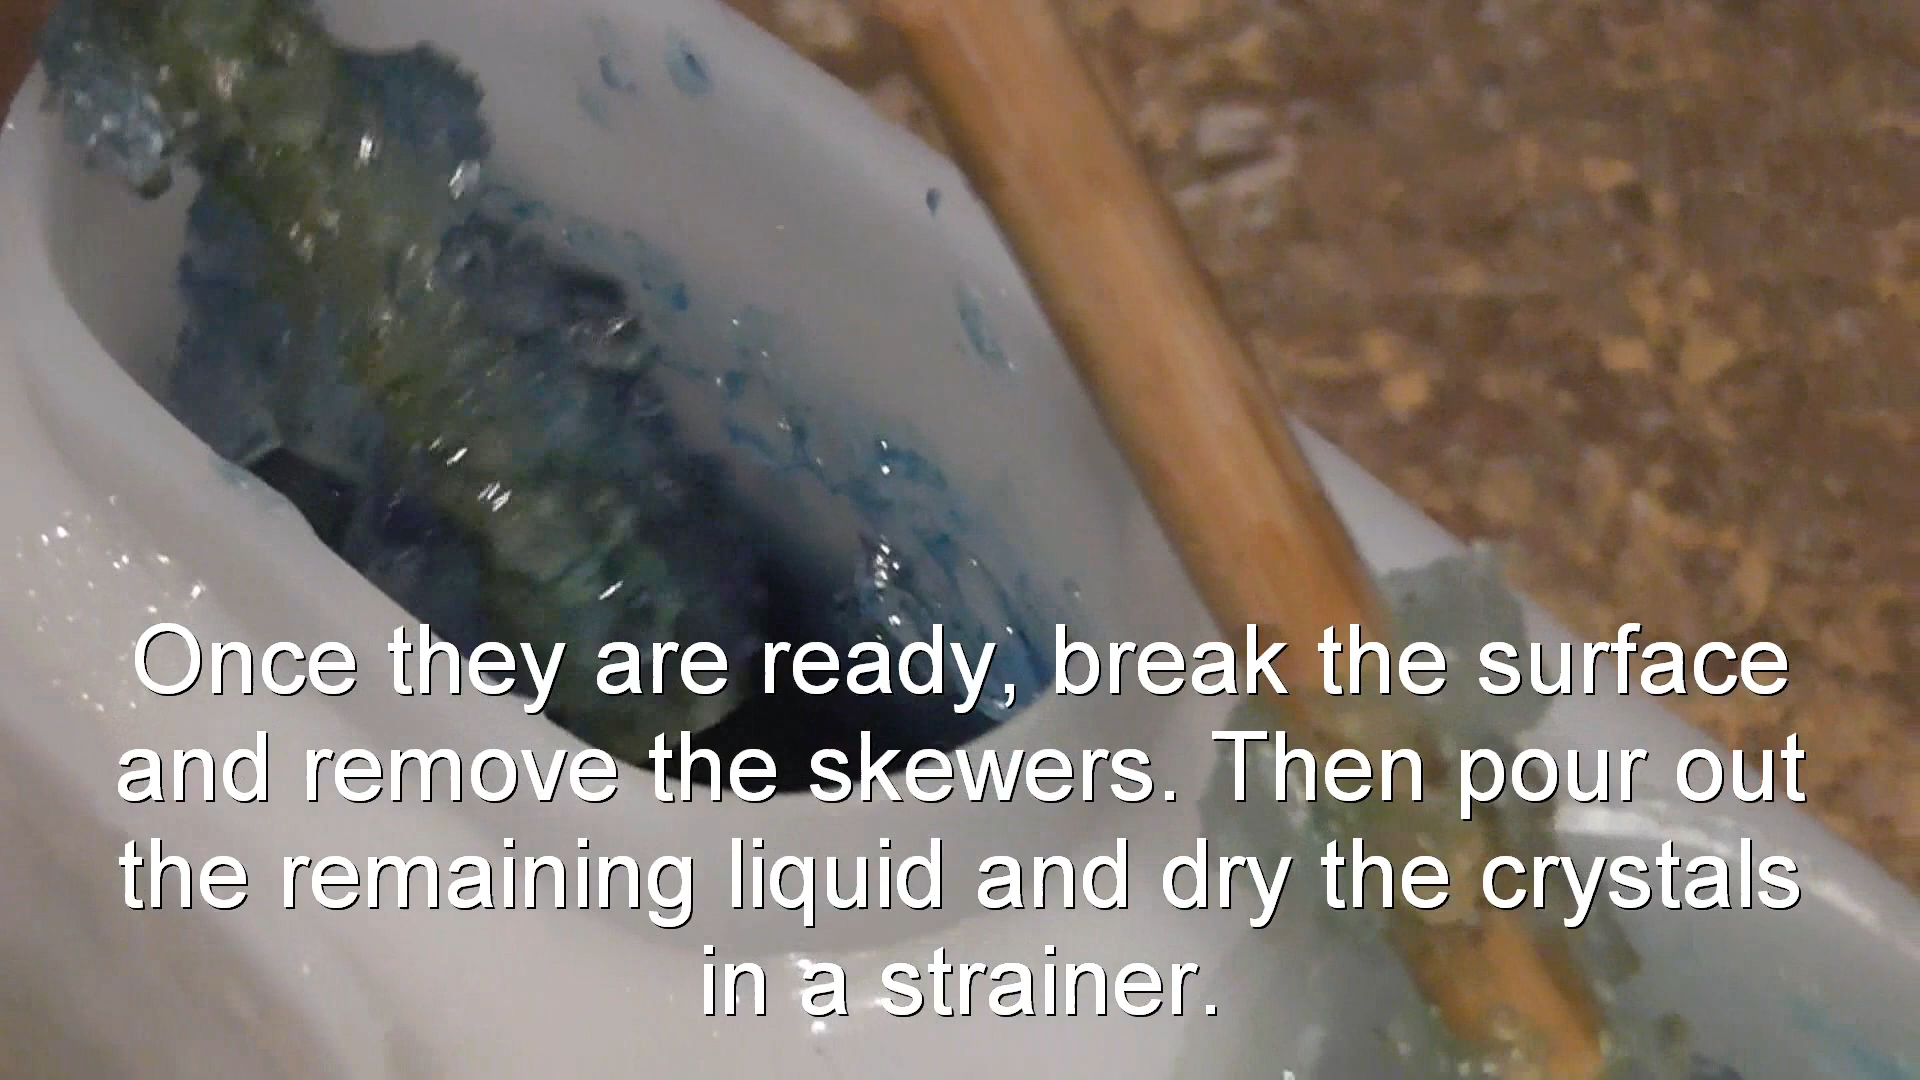 Once they are ready, break the surface
and remove the skewers. Then pour out
the remaining liquid and dry the crystals
in a strainer.